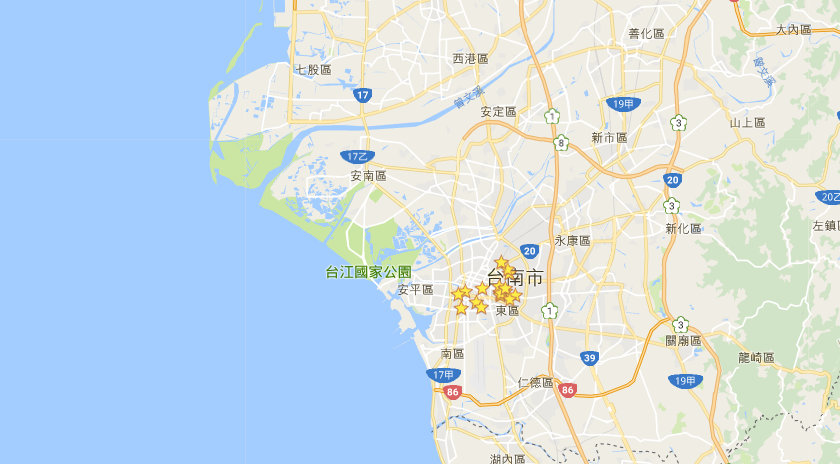 大內區
善化區
西港區
七股區
曾文溪
17
曾文溪
19甲
安定區
1
3
山上區
新市區
8
17乙
安南區
20
20乙
3
左鎮區
新化區
永康區
20
台江國家公園
台南市
安平區
東區
1
3
關廟區
南區
39
龍崎區
17甲
仁德區
19甲
86
86
湖內區